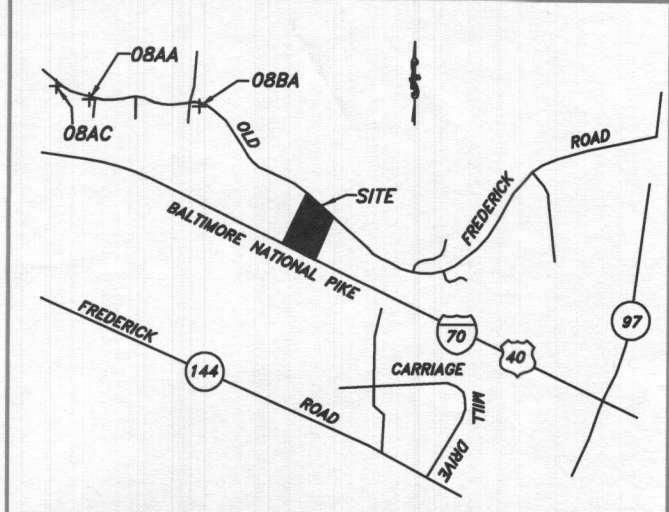 08AA
08BA
08AC
OLD
ROAD
SITE
FREDERICK
BALTIMORE NATIONAL PIKE
97
70
40
FREDERICK
144
ROAD
CARRIAGE
MILL
DRIVE